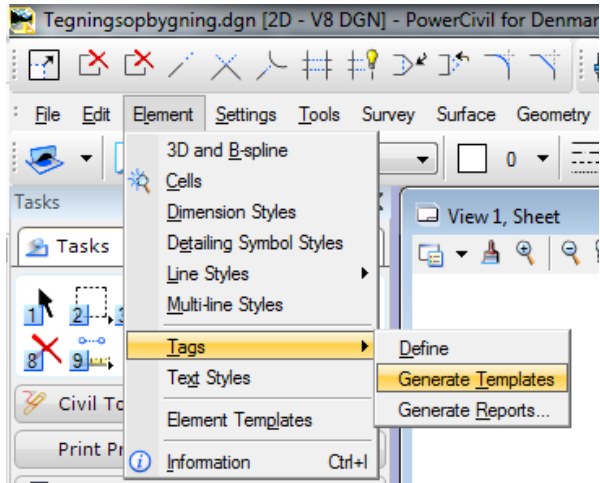 Tegningsopbygning.dgn [2D - V8 DGN] - PowerCivil for Denmar
File Edit Element Settings Tools Survey Surface Geometry
0
3D and B-spline
Cells
Dimension Styles
Detailing Symbol Styles
Line Styles
Multi-line Styles
Tags
Text Styles
Element Templates
Information Ctrl+I
Define
Generate Templates
Generate Reports...
Tasks
Tasks
1 2 3
8 9
Civil To
Print Pr
View 1, Sheet